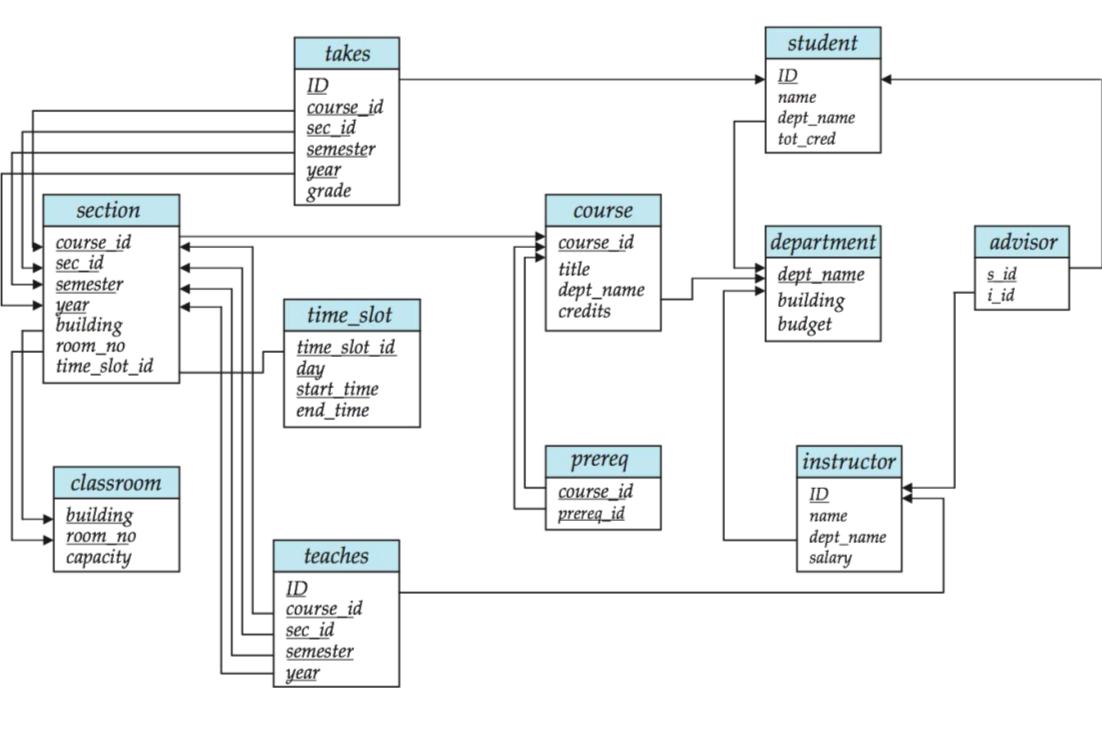 takes
ID
course_id
sec_id
semester
year
grade
student
ID
name
dept_name
tot_cred
section
course_id
sec_id
semester
year
building
room_no
time_slot_id
course
course_id
title
dept_name
credits
department
dept_name
building
budget
advisor
s_id
i_id
time_slot
time_slot_id
day
start_time
end_time
prereq
course_id
prereq_id
instructor
ID
name
dept_name
salary
classroom
building
room_no
capacity
teaches
ID
course_id
sec_id
semester
year